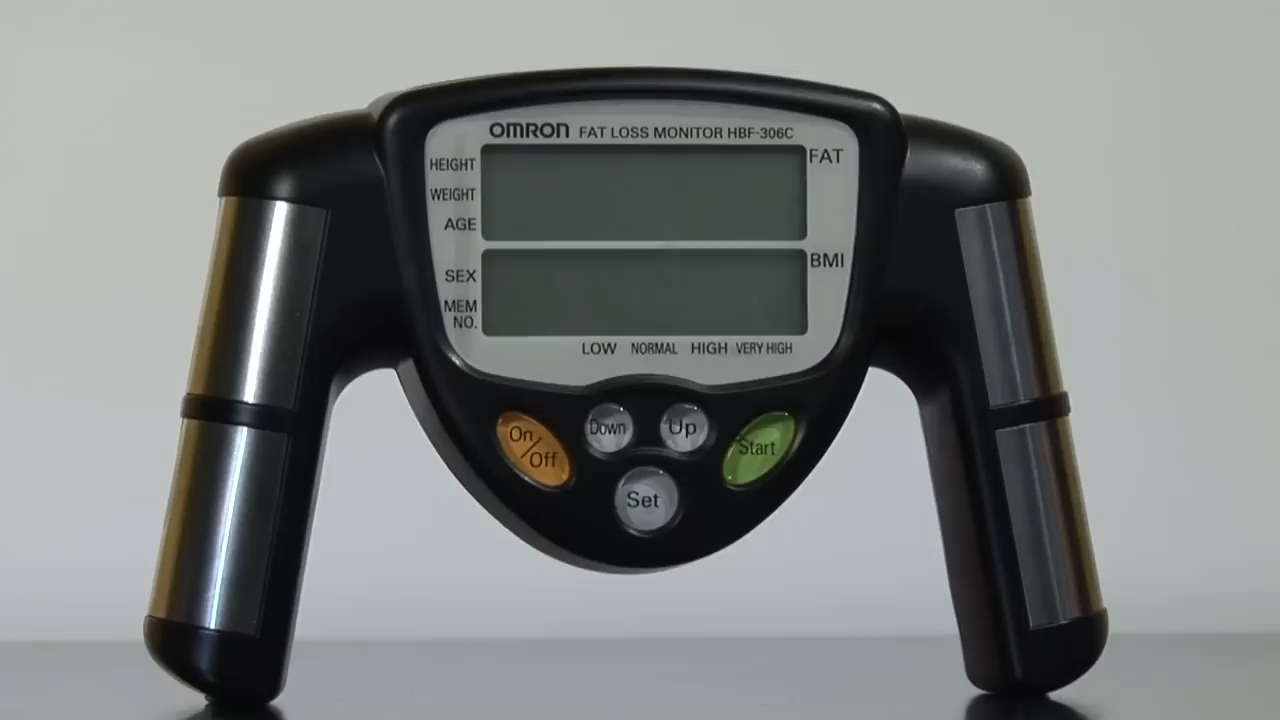 OMRON FAT LOSS MONITOR HBF-306C
HEIGHT
WEIGHT
AGE
FAT
SEX
MEM
NO.
BMI
LOW NORMAL HIGH VERY HIGH
On/Off
Down
Up
Start
Set